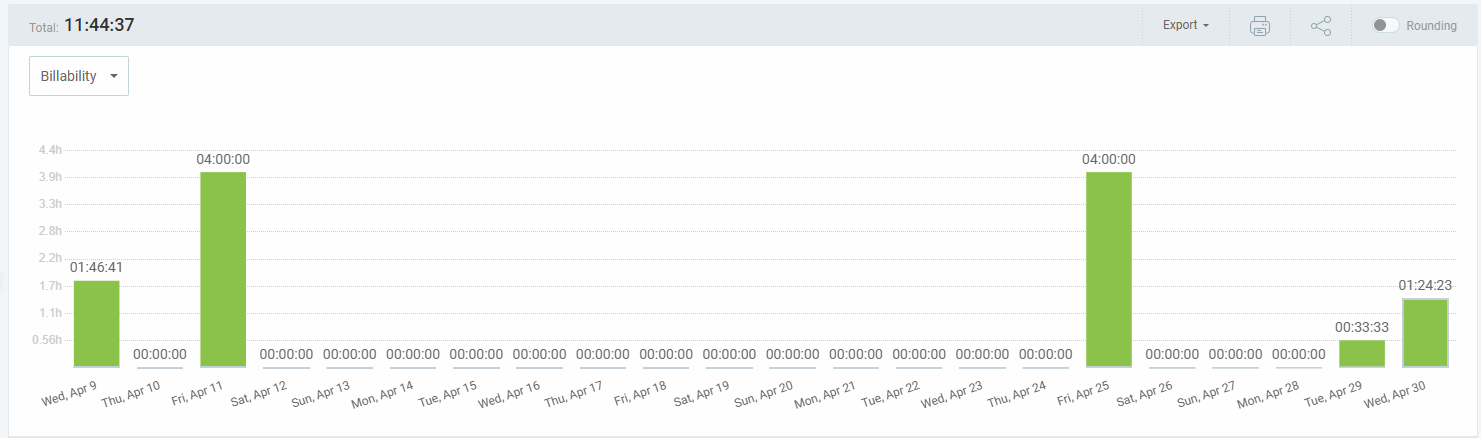 Total: 11:44:37 Export Rounding
Billability
4.4h
04:00:00 04:00:00
3.9h
3.3h
2.8h
2.2h
01:46:41
1.7h 01:24:23
1.1h
00:33:33
0.56h
00:00:00 00:00:00 00:00:00 00:00:00 00:00:00 00:00:00 00:00:00 00:00:00 00:00:00 00:00:00 00:00:00 00:00:00 00:00:00 00:00:00 00:00:00 00:00:00 00:00:00
Wed, Apr 9 Thu, Apr 10 Fri, Apr 11 Sat, Apr 12 Sun, Apr 13 Mon, Apr 14 Tue, Apr 15 Wed, Apr 16 Thu, Apr 17 Fri, Apr 18 Sat, Apr 19 Sun, Apr 20 Mon, Apr 21 Tue, Apr 22 Wed, Apr 23 Thu, Apr 24 Fri, Apr 25 Sat, Apr 26 Sun, Apr 27 Mon, Apr 28 Tue, Apr 29 Wed, Apr 30